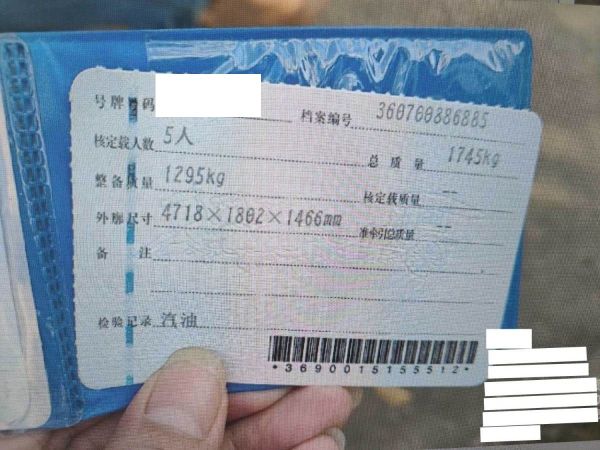 号牌号码 档案编号 360700886885
核定载人数 5人 总质量 1745kg
整备质量 1295kg 核定载质量 --
外廓尺寸 4718×1802×1466mm 准牵引总质量 --
备注
检验记录 汽油
*3690015155512*